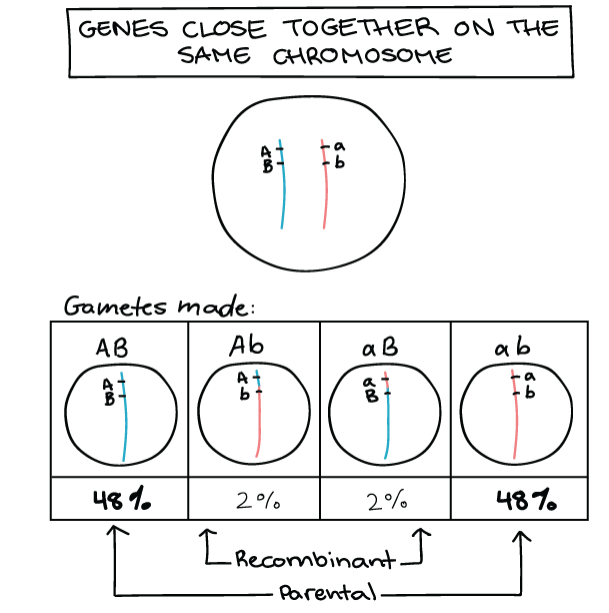 GENES CLOSE TOGETHER ON THE
SAME CHROMOSOME
A a
B b
Gametes made:
AB Ab aB ab
A A a a
B b B b
48% 2% 2% 48%
Recombinant
Parental